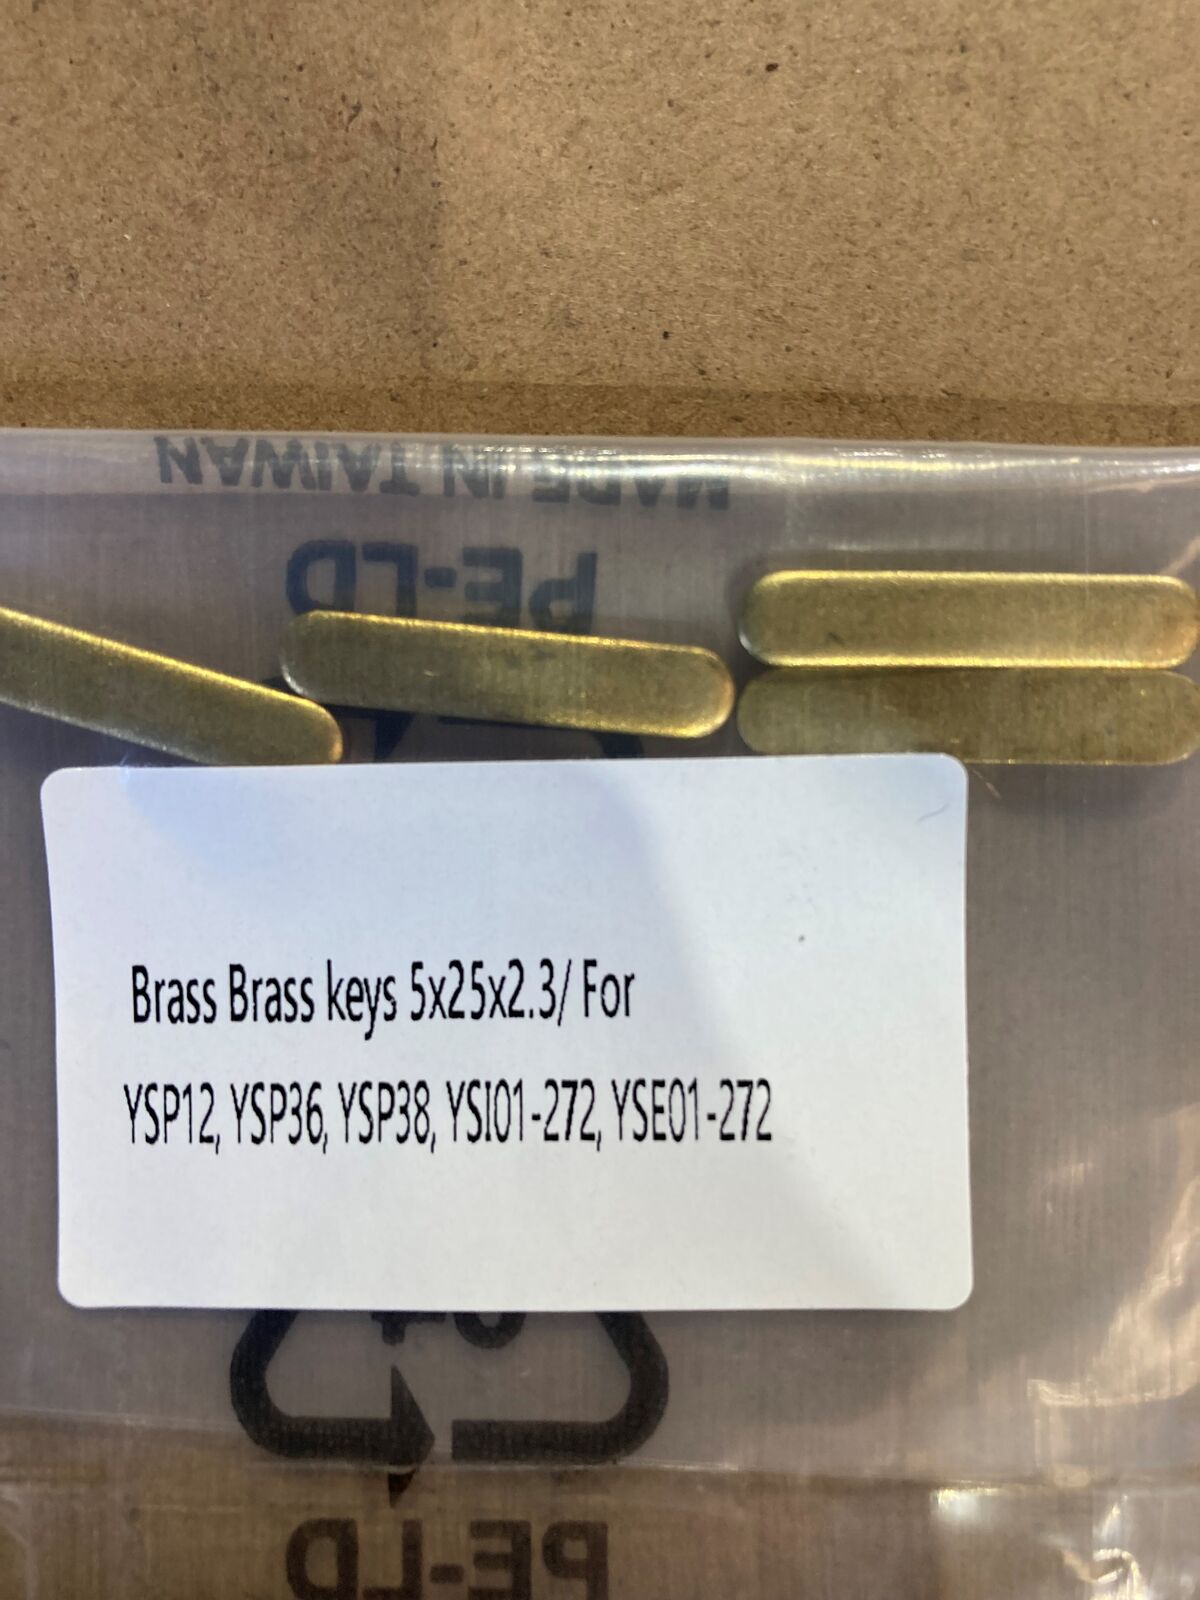 MADE IN TAIWAN
PE-LD
Brass Brass keys 5x25x2.3/ For
YSP12, YSP36, YSP38, YSI01-272, YSE01-272
04
PE-LD